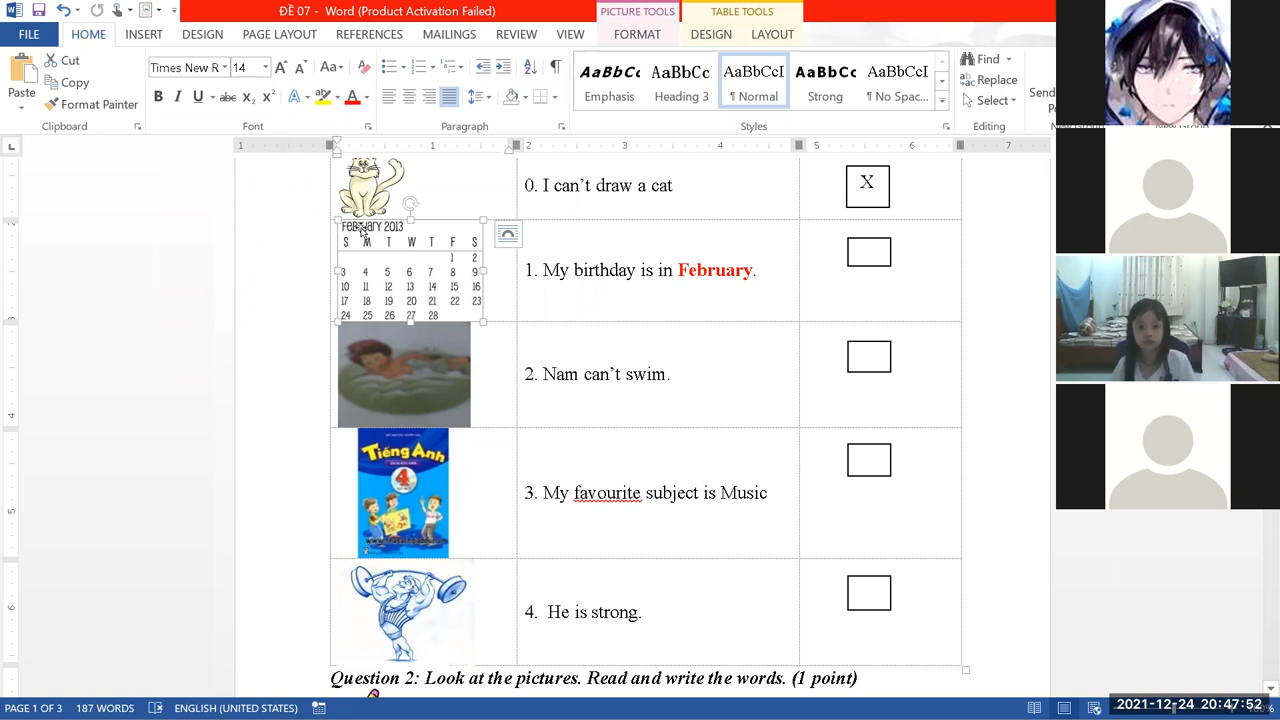 ĐỀ 07 - Word (Product Activation Failed)
PICTURE TOOLS
TABLE TOOLS
FILE
HOME
INSERT
DESIGN
PAGE LAYOUT
REFERENCES
MAILINGS
REVIEW
VIEW
FORMAT
DESIGN
LAYOUT
Paste
Cut
Copy
Format Painter
Clipboard
Times New R
14
Font
Paragraph
AaBbCc
Emphasis
AaBbCc
Heading 3
AaBbCcI
¶ Normal
AaBbCc
Strong
AaBbCcI
¶ No Spac...
Styles
Find
Replace
Select
Editing
Send
0. I can't draw a cat
X
February 2013
S M T W T F S
1 2
3 4 5 6 7 8 9
10 11 12 13 14 15 16
17 18 19 20 21 22 23
24 25 26 27 28
1. My birthday is in February.
2. Nam can't swim.
Tiếng Anh
4
3. My favourite subject is Music
4. He is strong.
Question 2: Look at the pictures. Read and write the words. (1 point)
PAGE 1 OF 3
187 WORDS
ENGLISH (UNITED STATES)
2021-12-24 20:47:52